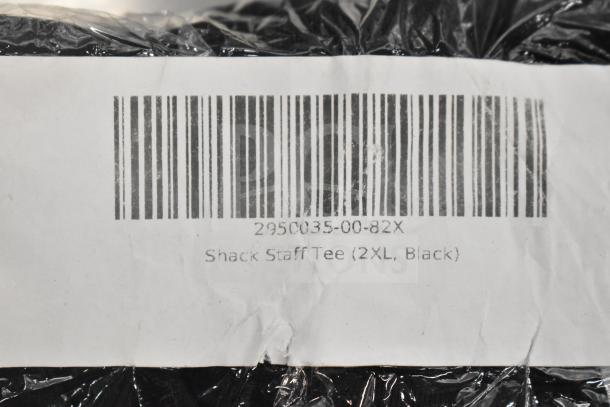 2950035-00-82X
Shack Staff Tee (2XL, Black)